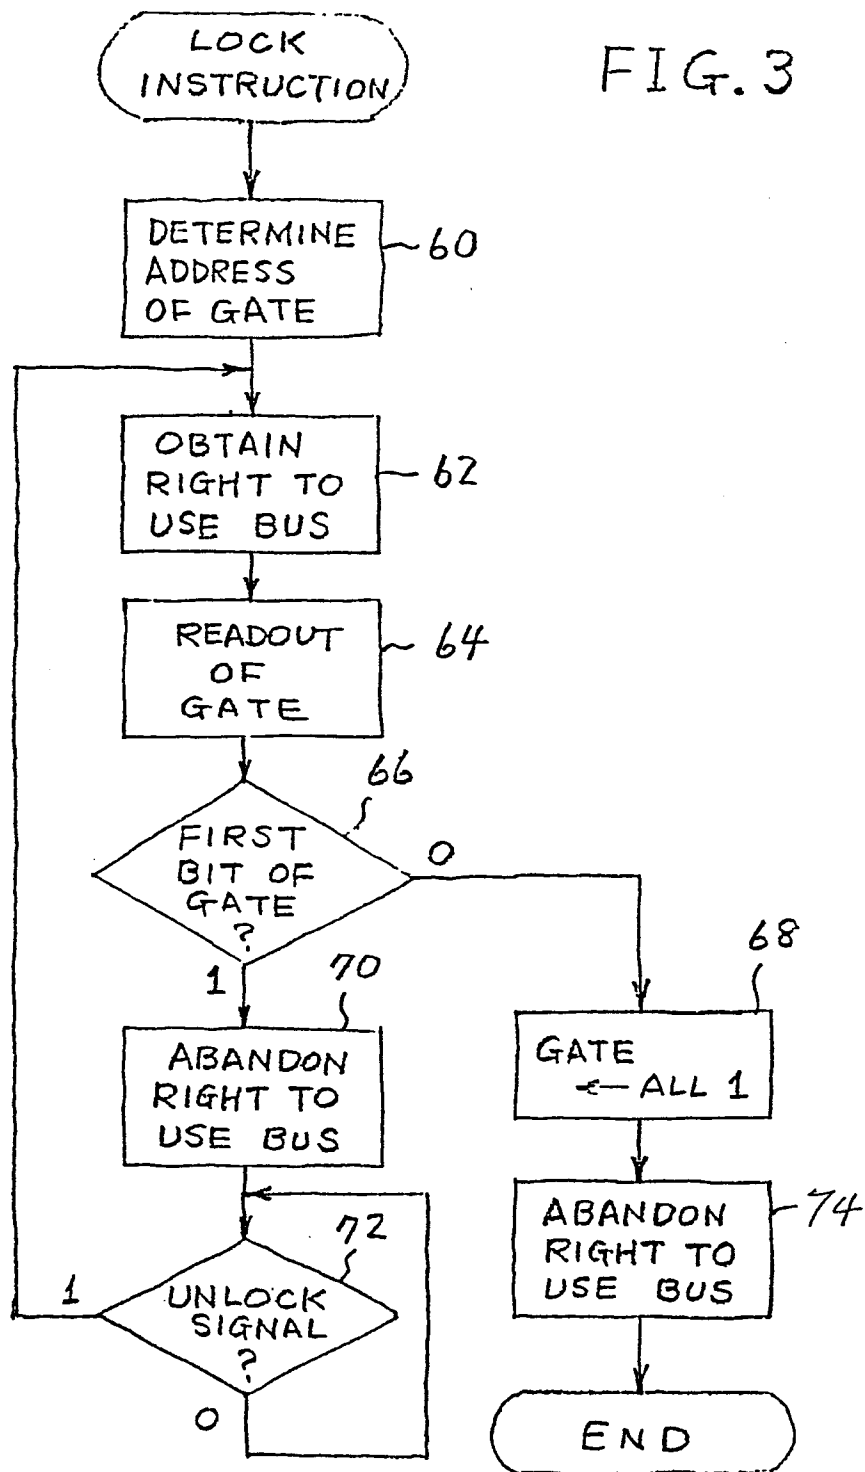 LOCK
INSTRUCTION
FIG. 3
DETERMINE
ADDRESS
OF GATE
60
OBTAIN
RIGHT TO
USE BUS
62
READOUT
OF
GATE
64
66
FIRST
BIT OF
GATE
?
0
1
70
68
ABANDON
RIGHT TO
USE BUS
GATE
← ALL 1
72
ABANDON
RIGHT TO
USE BUS
74
UNLOCK
SIGNAL
?
1
0
END